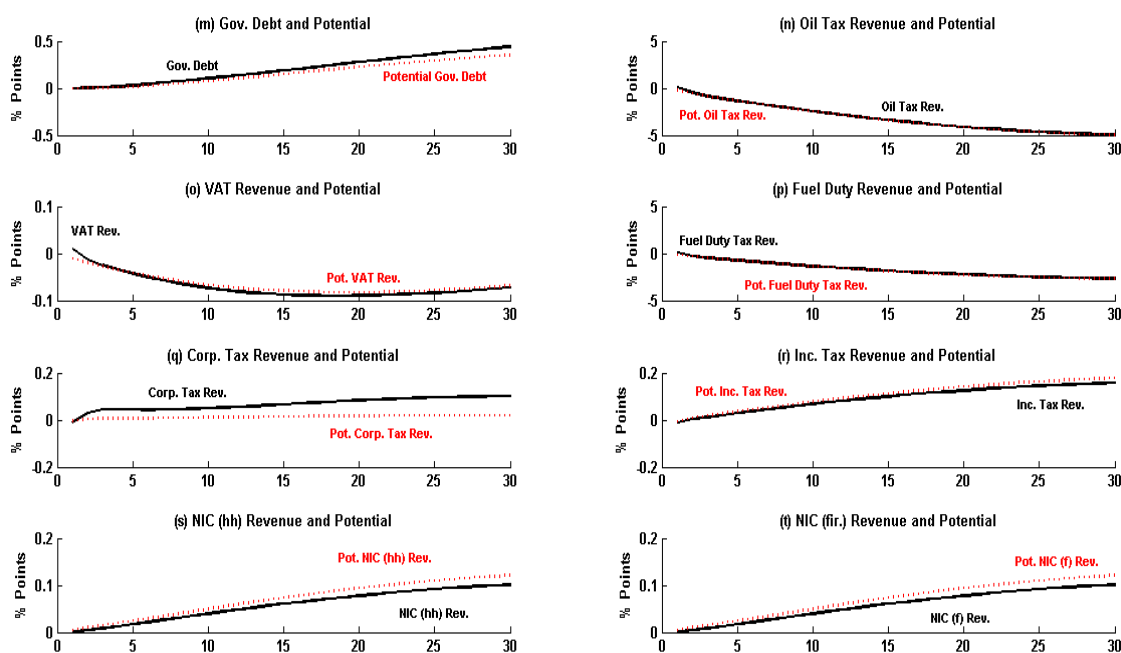 (m) Gov. Debt and Potential
% Points
0.5
0
-0.5
Gov. Debt
Potential Gov. Debt
0 5 10 15 20 25 30
(n) Oil Tax Revenue and Potential
% Points
5
0
-5
Pot. Oil Tax Rev.
Oil Tax Rev.
0 5 10 15 20 25 30
(o) VAT Revenue and Potential
% Points
0.1
0
-0.1
VAT Rev.
Pot. VAT Rev.
0 5 10 15 20 25 30
(p) Fuel Duty Revenue and Potential
% Points
5
0
-5
Fuel Duty Tax Rev.
Pot. Fuel Duty Tax Rev.
0 5 10 15 20 25 30
(q) Corp. Tax Revenue and Potential
% Points
0.2
0
-0.2
Corp. Tax Rev.
Pot. Corp. Tax Rev.
0 5 10 15 20 25 30
(r) Inc. Tax Revenue and Potential
% Points
0.2
0
-0.2
Pot. Inc. Tax Rev.
Inc. Tax Rev.
0 5 10 15 20 25 30
(s) NIC (hh) Revenue and Potential
% Points
0.2
0.1
0
Pot. NIC (hh) Rev.
NIC (hh) Rev.
0 5 10 15 20 25 30
(t) NIC (fir.) Revenue and Potential
% Points
0.2
0.1
0
Pot. NIC (f) Rev.
NIC (f) Rev.
0 5 10 15 20 25 30